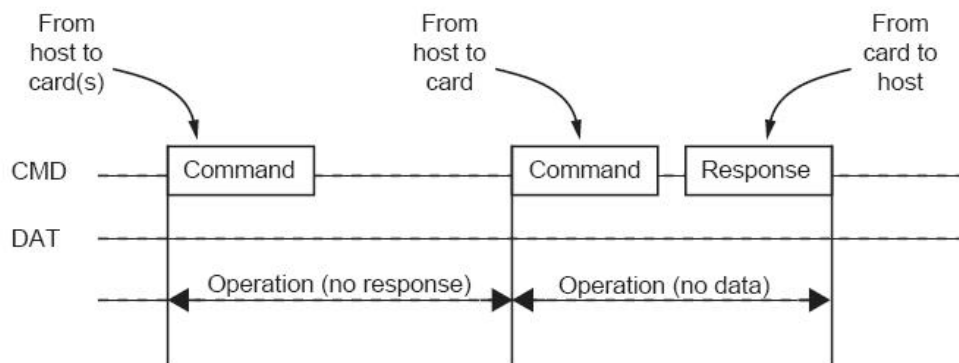 From
host to
card(s)
From
host to
card
From
card to
host
CMD
Command
Command
Response
DAT
Operation (no response)
Operation (no data)